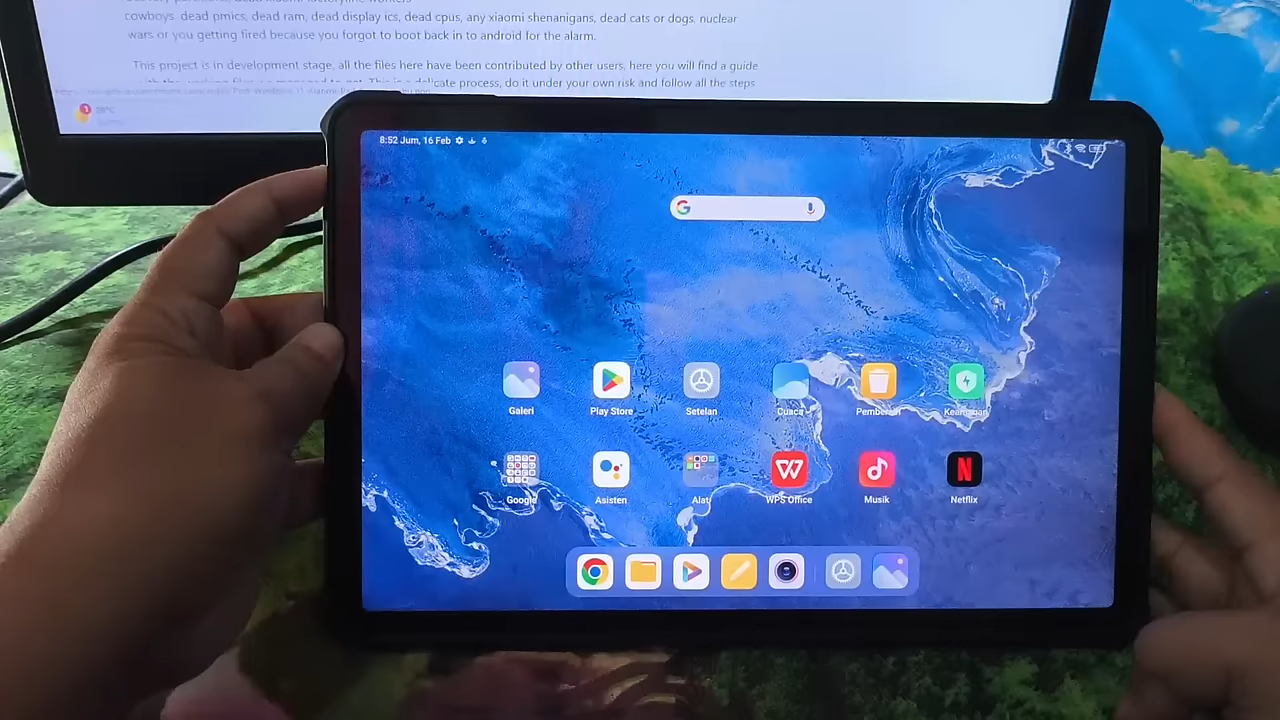 cowboys. dead pmics, dead ram, dead display ics, dead cpus, any xiaomi shenanigans, dead cats or dogs, nuclear
wars or you getting fired because you forgot to boot back in to android for the alarm.
This project is in development stage, all the files here have been contributed by other users, here you will find a guide
cate process, do it under your own risk and follow all the steps
8:52 Jum, 16 Feb
Galeri
Play Store
Setelan
Cuaca
Keamanan
Google
Asisten
Alat
WPS Office
Musik
Netflix